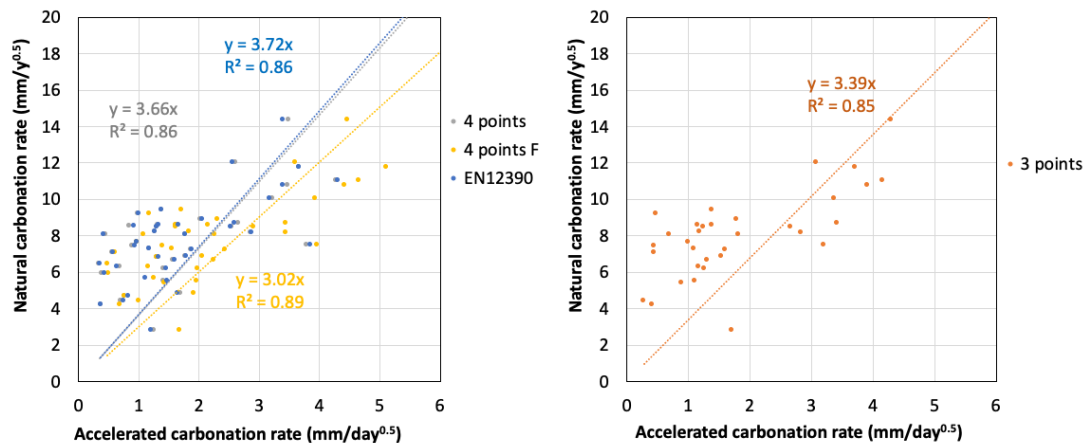 20
18
16
14
12
10
8
6
4
2
0
Natural carbonation rate (mm/y^0.5)
y = 3.72x
R² = 0.86
y = 3.66x
R² = 0.86
y = 3.02x
R² = 0.89
0 1 2 3 4 5 6
Accelerated carbonation rate (mm/day^0.5)
4 points
4 points F
EN12390
20
18
16
14
12
10
8
6
4
2
0
Natural carbonation rate (mm/y^0.5)
y = 3.39x
R² = 0.85
0 1 2 3 4 5 6
Accelerated carbonation rate (mm/day^0.5)
3 points